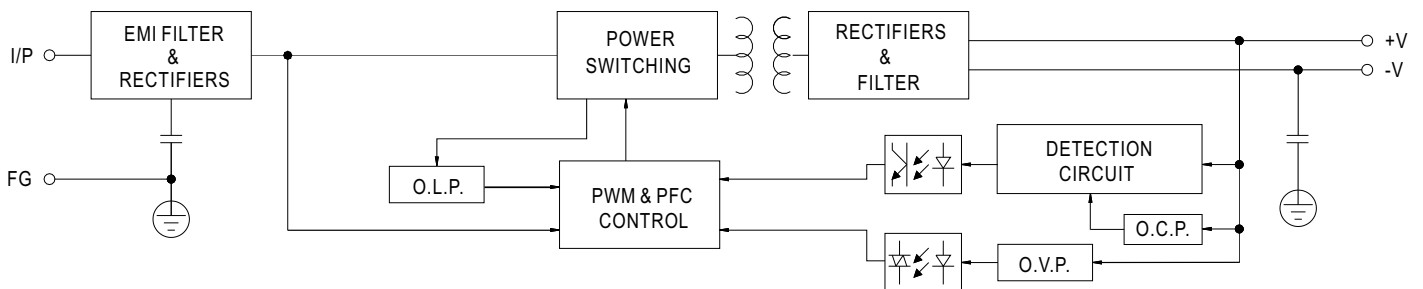 I/P
EMI FILTER
&
RECTIFIERS
POWER
SWITCHING
RECTIFIERS
&
FILTER
+V
-V
FG
O.L.P.
PWM & PFC
CONTROL
DETECTION
CIRCUIT
O.C.P.
O.V.P.